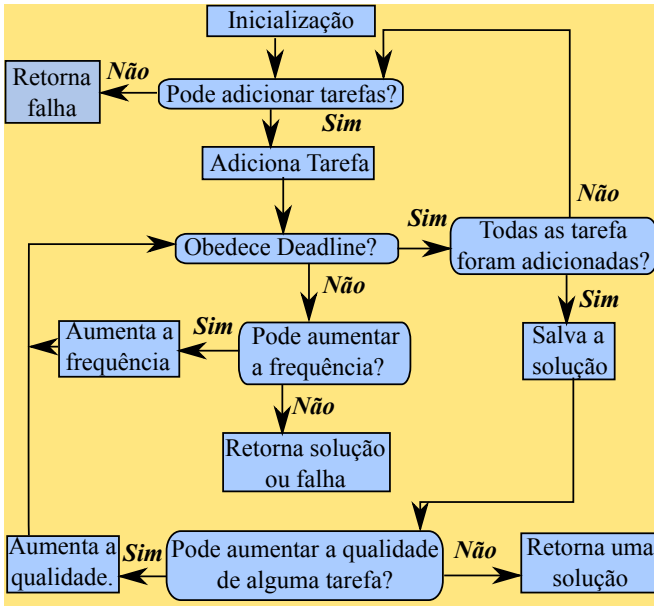 Inicialização
Retorna
falha
Não
Pode adicionar tarefas?
Sim
Adiciona Tarefa
Não
Obedece Deadline?
Sim
Todas as tarefa
foram adicionadas?
Não
Sim
Aumenta a
frequência
Sim
Pode aumentar
a frequência?
Salva a
solução
Não
Retorna solução
ou falha
Aumenta a
qualidade.
Sim
Pode aumentar a qualidade
de alguma tarefa?
Não
Retorna uma
solução